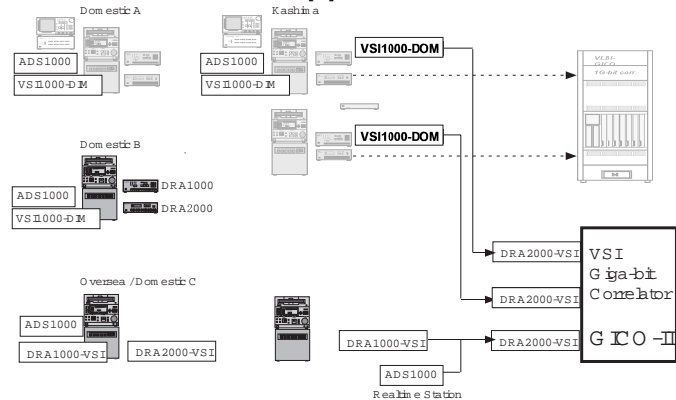 Domestic A
Kashima
ADS1000
VSI1000-DIM
ADS1000
VSI1000-DIM
VSI1000-DOM
VSI1000-DOM
VLBI-
GICO
1G-bit corr.
Domestic B
ADS1000
VSI1000-DIM
DRA1000
DRA2000
Oversea /Domestic C
ADS1000
DRA1000-VSI
DRA2000-VSI
DRA2000-VSI
DRA2000-VSI
DRA1000-VSI
DRA2000-VSI
ADS1000
Realtime Station
VSI
Giga-bit
Correlator
GICO-II